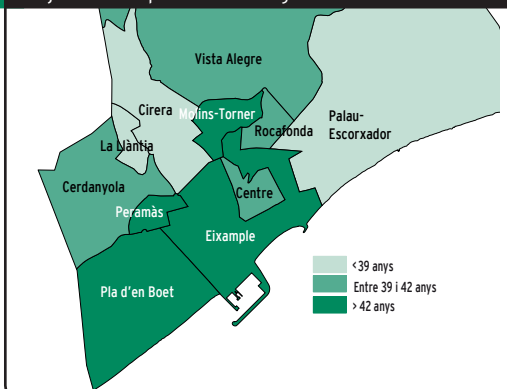 Vista Alegre
Cirera
Molins-Torner
Palau-
Escorxador
Rocafonda
La Llàntia
Cerdanyola
Centre
Peramàs
Eixample
Pla d'en Boet
<39 anys
Entre 39 i 42 anys
> 42 anys